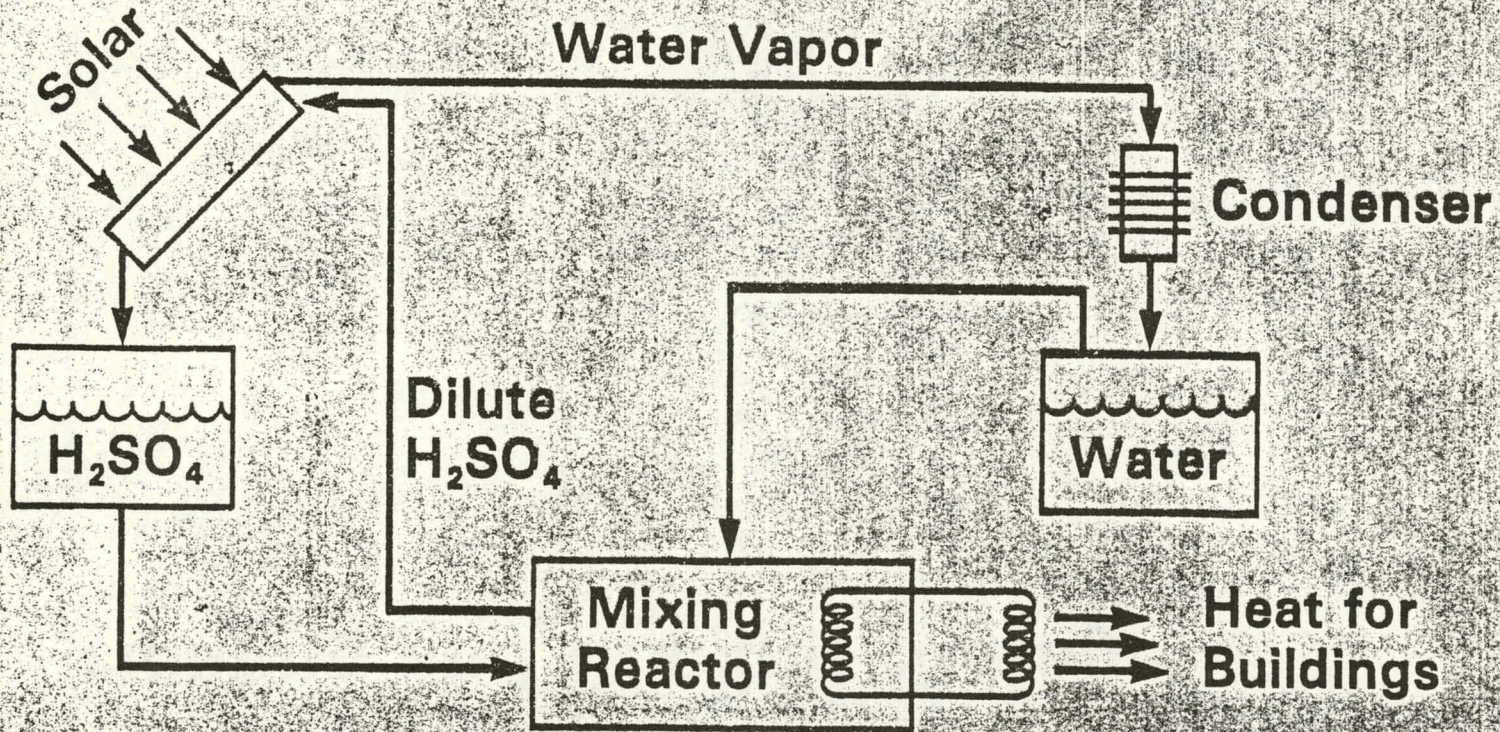 Solar
Water Vapor
Condenser
Dilute
H₂SO₄
H₂SO₄
Water
Mixing
Reactor
Heat for
Buildings